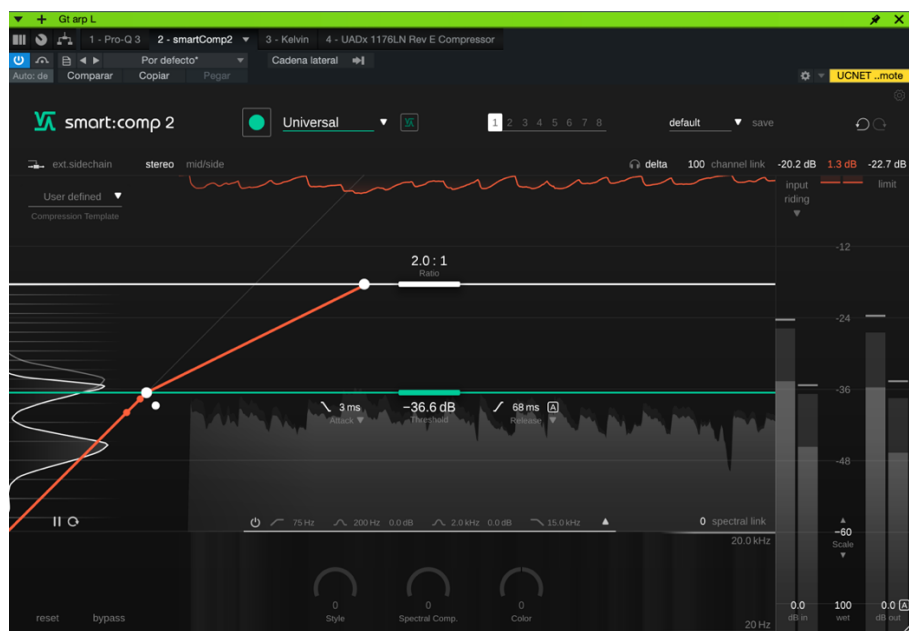 Gt arp L
1 - Pro-Q 3 2 - smartComp2 3 - Kelvin 4 - UADx 1176LN Rev E Compressor
Por defecto* Cadena lateral
Auto: de Comparar Copiar Pegar UCNET ..mote
smart:comp 2 Universal 1 2 3 4 5 6 7 8 default save
ext.sidechain stereo mid/side delta 100 channel link -20.2 dB 1.3 dB -22.7 dB
User defined input riding limit
Compression Template
-12
2.0 : 1
Ratio
-24
-36
3 ms −36.6 dB 68 ms A
Attack Threshold Release
-48
75 Hz 200 Hz 0.0 dB 2.0 kHz 0.0 dB 15.0 kHz 0 spectral link
−60
20.0 kHz Scale
0 0 0 0.0 100 0.0 A
reset bypass Style Spectral Comp. Color dB in wet dB out
20 Hz